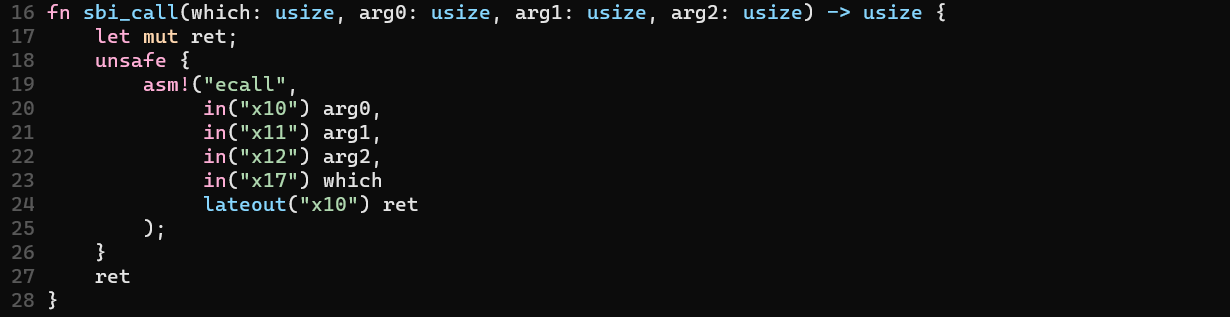 16 fn sbi_call(which: usize, arg0: usize, arg1: usize, arg2: usize) -> usize {
17     let mut ret;
18     unsafe {
19         asm!("ecall",
20              in("x10") arg0,
21              in("x11") arg1,
22              in("x12") arg2,
23              in("x17") which
24              lateout("x10") ret
25         );
26     }
27     ret
28 }